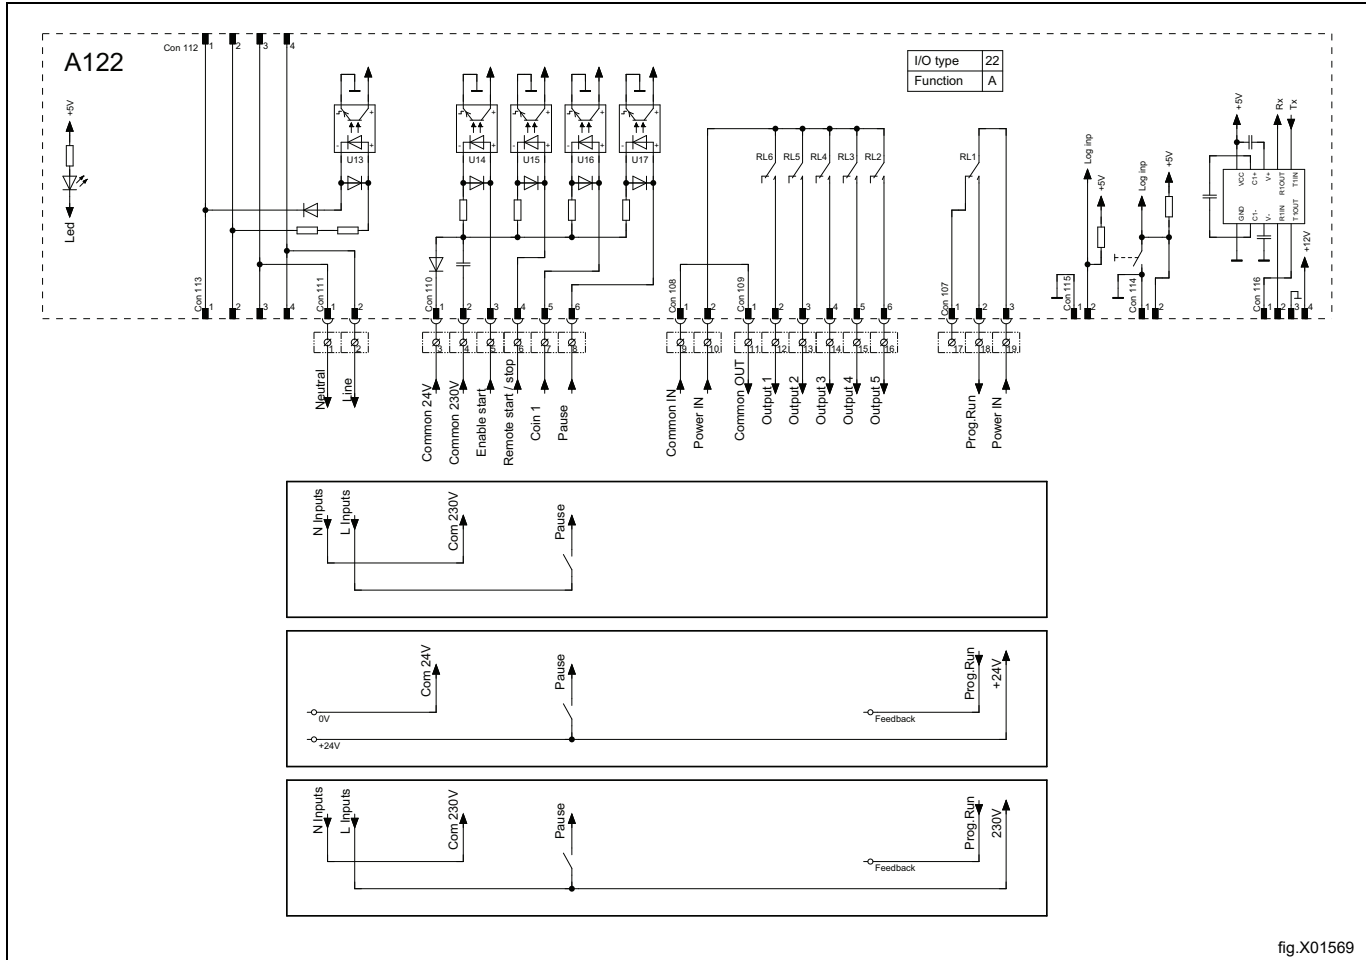 A122
Con 112
1 2 3 4
I/O type 22
Function A
+5V
Led
U13
U14 U15 U16 U17
- +
RL6 RL5 RL4 RL3 RL2
RL1
Log inp
+5V
Log inp
+5V
+5V
Rx
Tx
VCC C1+ V+ R1OUT T1IN
GND C1- V- R1IN T1OUT
+12V
Con 113
1 2 3 4
Con 111
1 2
Con 110
1 2 3 4 5 6
Con 108
1 2
Con 109
1 2 3 4 5 6
Con 107
1 2 3
Con 115
1 2
Con 114
1 2
Con 116
1 2 3 4
1 2
3 4 5 6 7 8
9 10
11 12 13 14 15 16
17 18 19
Neutral
Line
Common 24V
Common 230V
Enable start
Remote start / stop
Coin 1
Pause
Common IN
Power IN
Common OUT
Output 1
Output 2
Output 3
Output 4
Output 5
Prog.Run
Power IN
N Inputs
L Inputs
Com 230V
Pause
0V
+24V
Com 24V
Pause
Feedback
Prog.Run
+24V
N Inputs
L Inputs
Com 230V
Pause
Feedback
Prog.Run
230V
fig.X01569